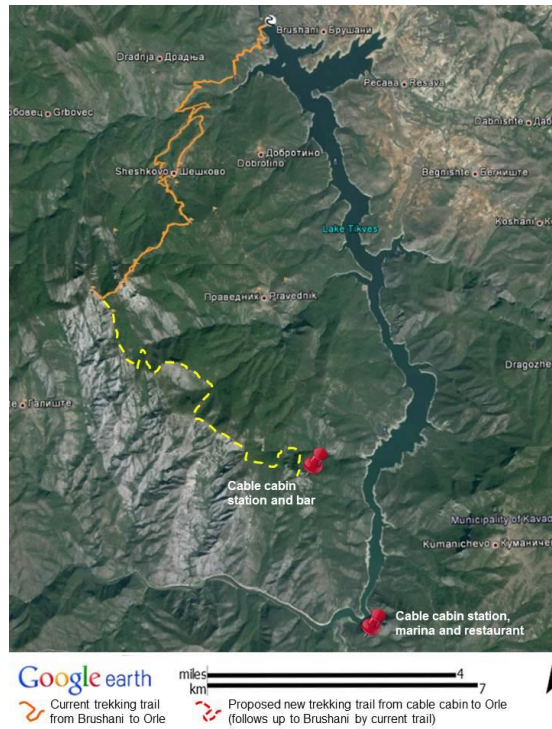 Brushani Брушани
Dradnja Драдња
Ресава Resava
обовец Grbovec
Dabnishte Даб
Добротино
Dobrotino
Begnishte Бегниште
Sheshkovo Шешково
Koshani К
Lake Tikves
Праведник Pravednik
Dragozhe
Галиште
Cable cabin
station and bar
Municipality of Kavad
Kumanichevo Куманиче
Cable cabin station,
marina and restaurant
Google earth
miles 4
km 7
Current trekking trail
from Brushani to Orle
Proposed new trekking trail from cable cabin to Orle
(follows up to Brushani by current trail)